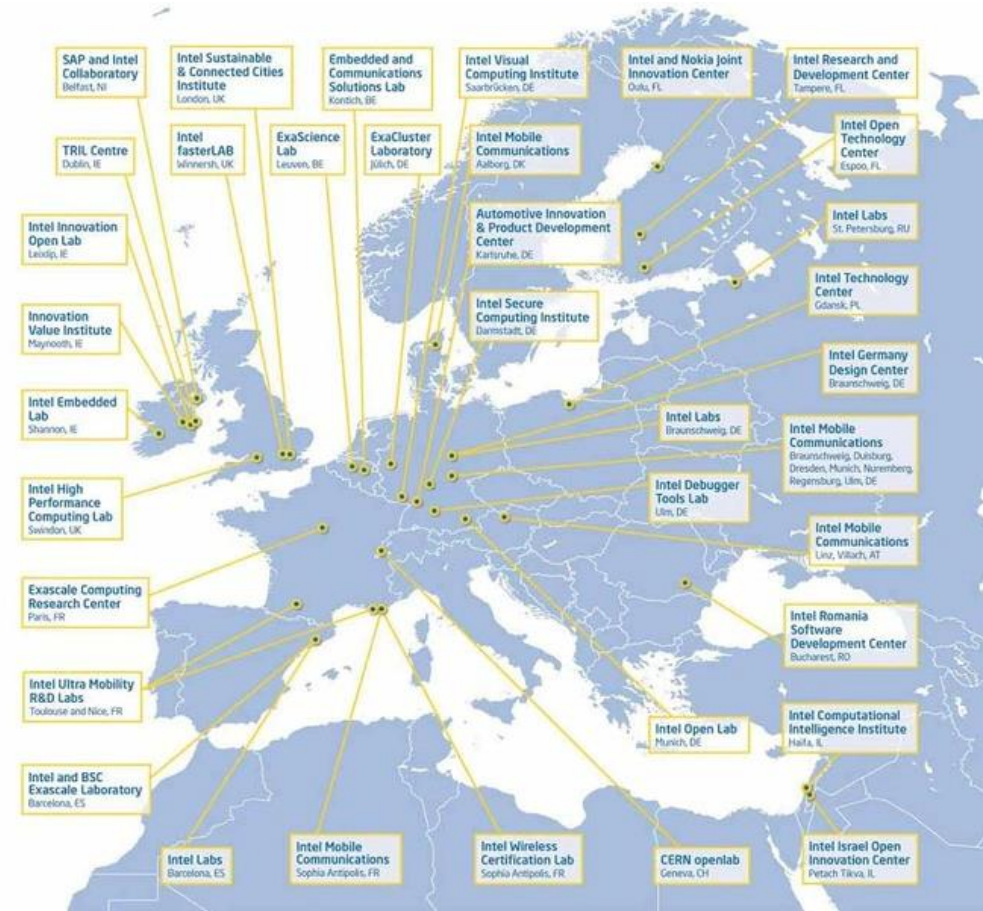 SAP and Intel
Collaboratory
Belfast, NI
Intel Sustainable
& Connected Cities
Institute
London, UK
Embedded and
Communications
Solutions Lab
Kontich, BE
Intel Visual
Computing Institute
Saarbrücken, DE
Intel and Nokia Joint
Innovation Center
Oulu, FL
Intel Research and
Development Center
Tampere, FL
TRIL Centre
Dublin, IE
Intel
fasterLAB
Winnersh, UK
ExaScience
Lab
Leuven, BE
ExaCluster
Laboratory
Jülich, DE
Intel Mobile
Communications
Aalborg, DK
Intel Open
Technology
Center
Espoo, FL
Intel Innovation
Open Lab
Leixlip, IE
Automotive Innovation
& Product Development
Center
Karlsruhe, DE
Intel Labs
St. Petersburg, RU
Innovation
Value Institute
Maynooth, IE
Intel Secure
Computing Institute
Darmstadt, DE
Intel Technology
Center
Gdansk, PL
Intel Germany
Design Center
Braunschweig, DE
Intel Embedded
Lab
Shannon, IE
Intel Labs
Braunschweig, DE
Intel Mobile
Communications
Braunschweig, Duisburg,
Dresden, Munich, Nuremberg,
Regensburg, Ulm, DE
Intel High
Performance
Computing Lab
Swindon, UK
Intel Debugger
Tools Lab
Ulm, DE
Intel Mobile
Communications
Linz, Villach, AT
Exascale Computing
Research Center
Paris, FR
Intel Romania
Software
Development Center
Bucharest, RO
Intel Ultra Mobility
R&D Labs
Toulouse and Nice, FR
Intel Open Lab
Munich, DE
Intel Computational
Intelligence Institute
Haifa, IL
Intel and BSC
Exascale Laboratory
Barcelona, ES
Intel Labs
Barcelona, ES
Intel Mobile
Communications
Sophia Antipolis, FR
Intel Wireless
Certification Lab
Sophia Antipolis, FR
CERN openlab
Geneva, CH
Intel Israel Open
Innovation Center
Petach Tikva, IL